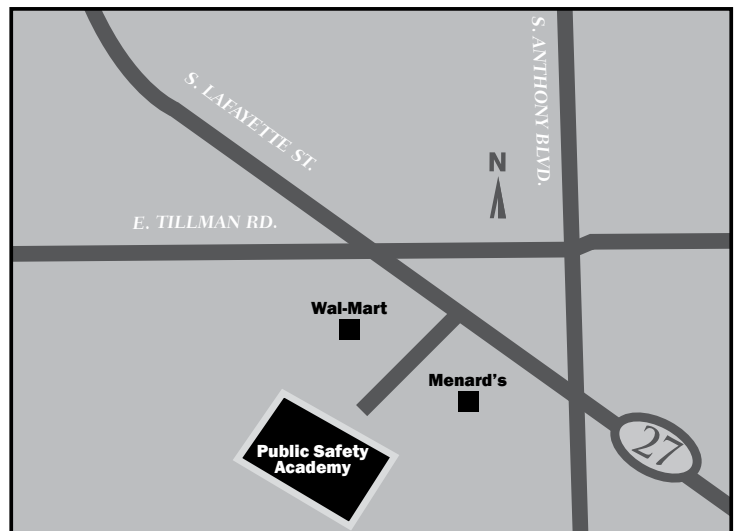 S. ANTHONY BLVD.
S. LAFAYETTE ST.
N
E. TILLMAN RD.
Wal-Mart
Menard's
Public Safety
Academy
27